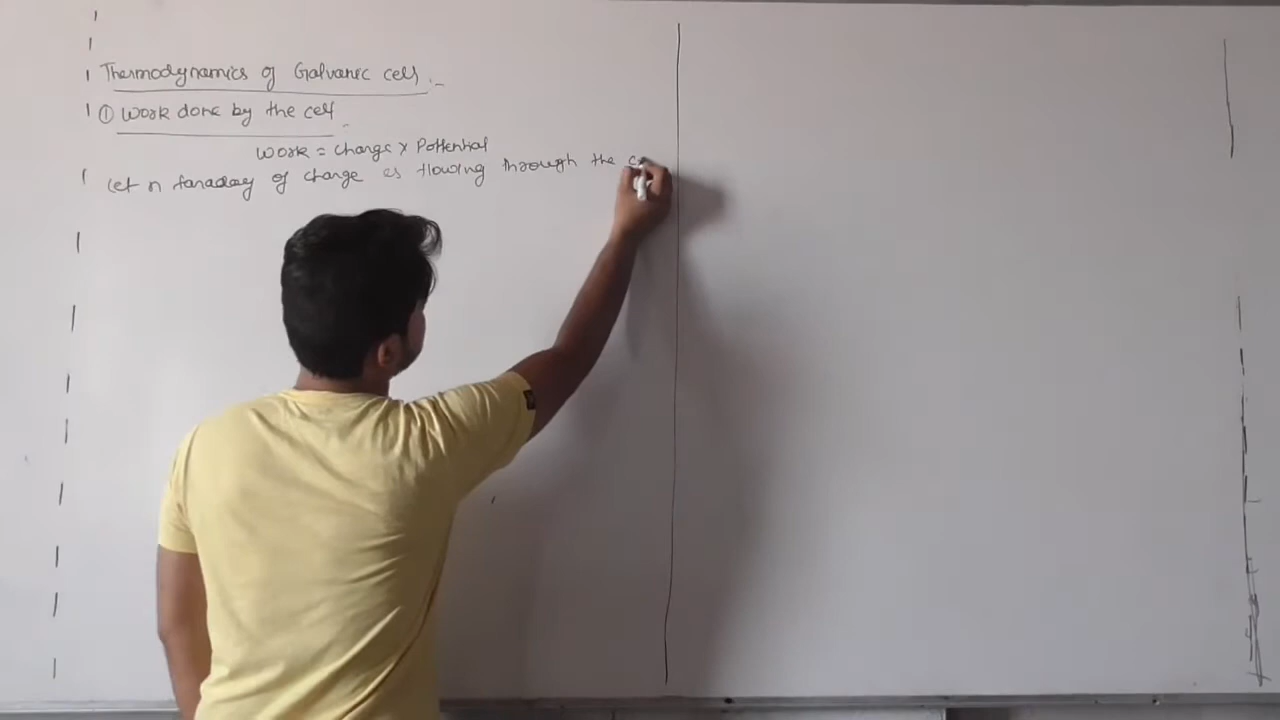 Thermodynamics of Galvanic cell :-
① work done by the cell -
work = charge x Pottential
let n faraday of charge is flowing through the